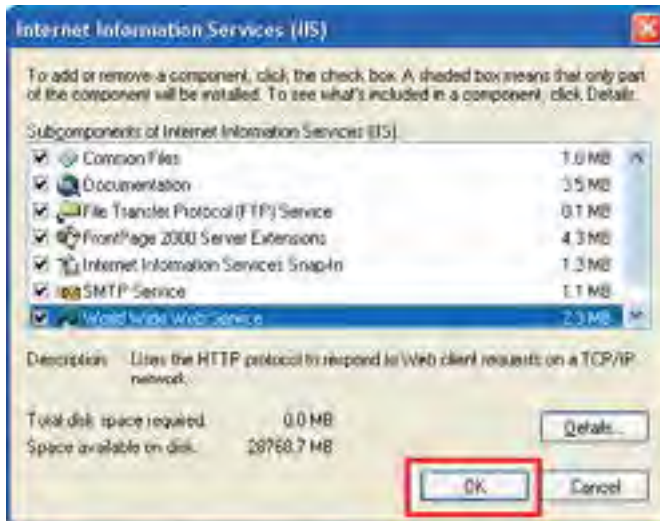 Internet Information Services (IIS)
To add or remove a component, click the check box. A shaded box means that only part
of the component will be installed. To see what's included in a component, click Details.
Subcomponents of Internet Information Services (IIS):
Common Files 1.0 MB
Documentation 3.5 MB
File Transfer Protocol (FTP) Service 0.1 MB
FrontPage 2000 Server Extensions 4.3 MB
Internet Information Services Snap-In 1.3 MB
SMTP Service 1.1 MB
World Wide Web Service 2.3 MB
Description: Uses the HTTP protocol to respond to Web client requests on a TCP/IP
network.
Total disk space required: 0.0 MB
Space available on disk: 28768.7 MB
Details...
OK
Cancel